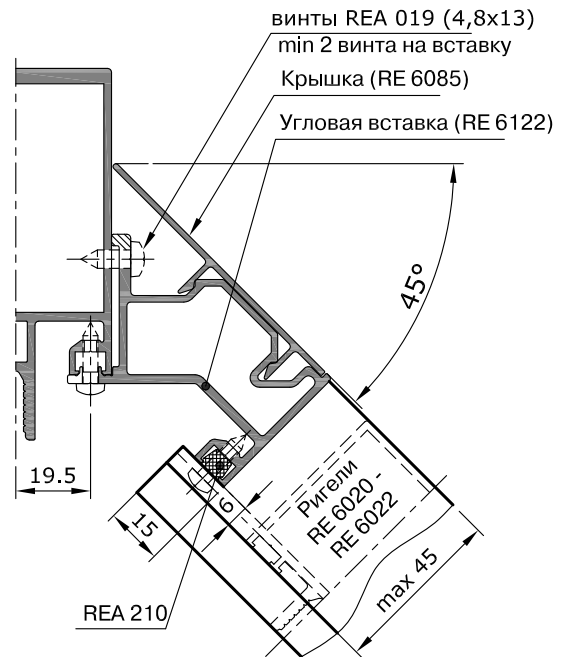 винты REA 019 (4,8x13)
min 2 винта на вставку
Крышка (RE 6085)
Угловая вставка (RE 6122)
45°
19.5
15
6
Ригели
RE 6020 -
RE 6022
max 45
REA 210